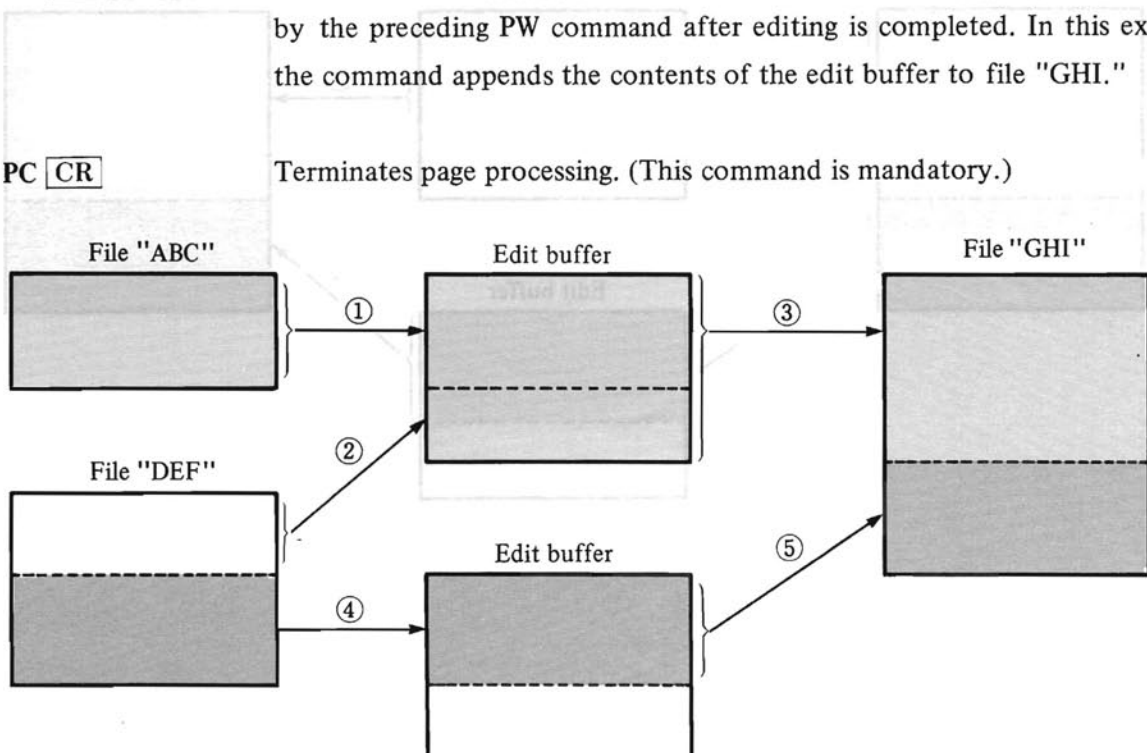 by the preceding PW command after editing is completed. In this ex
the command appends the contents of the edit buffer to file "GHI."
PC CR Terminates page processing. (This command is mandatory.)
File "ABC" Edit buffer File "GHI"
① ③
②
File "DEF"
Edit buffer ⑤
④
Edit buffer